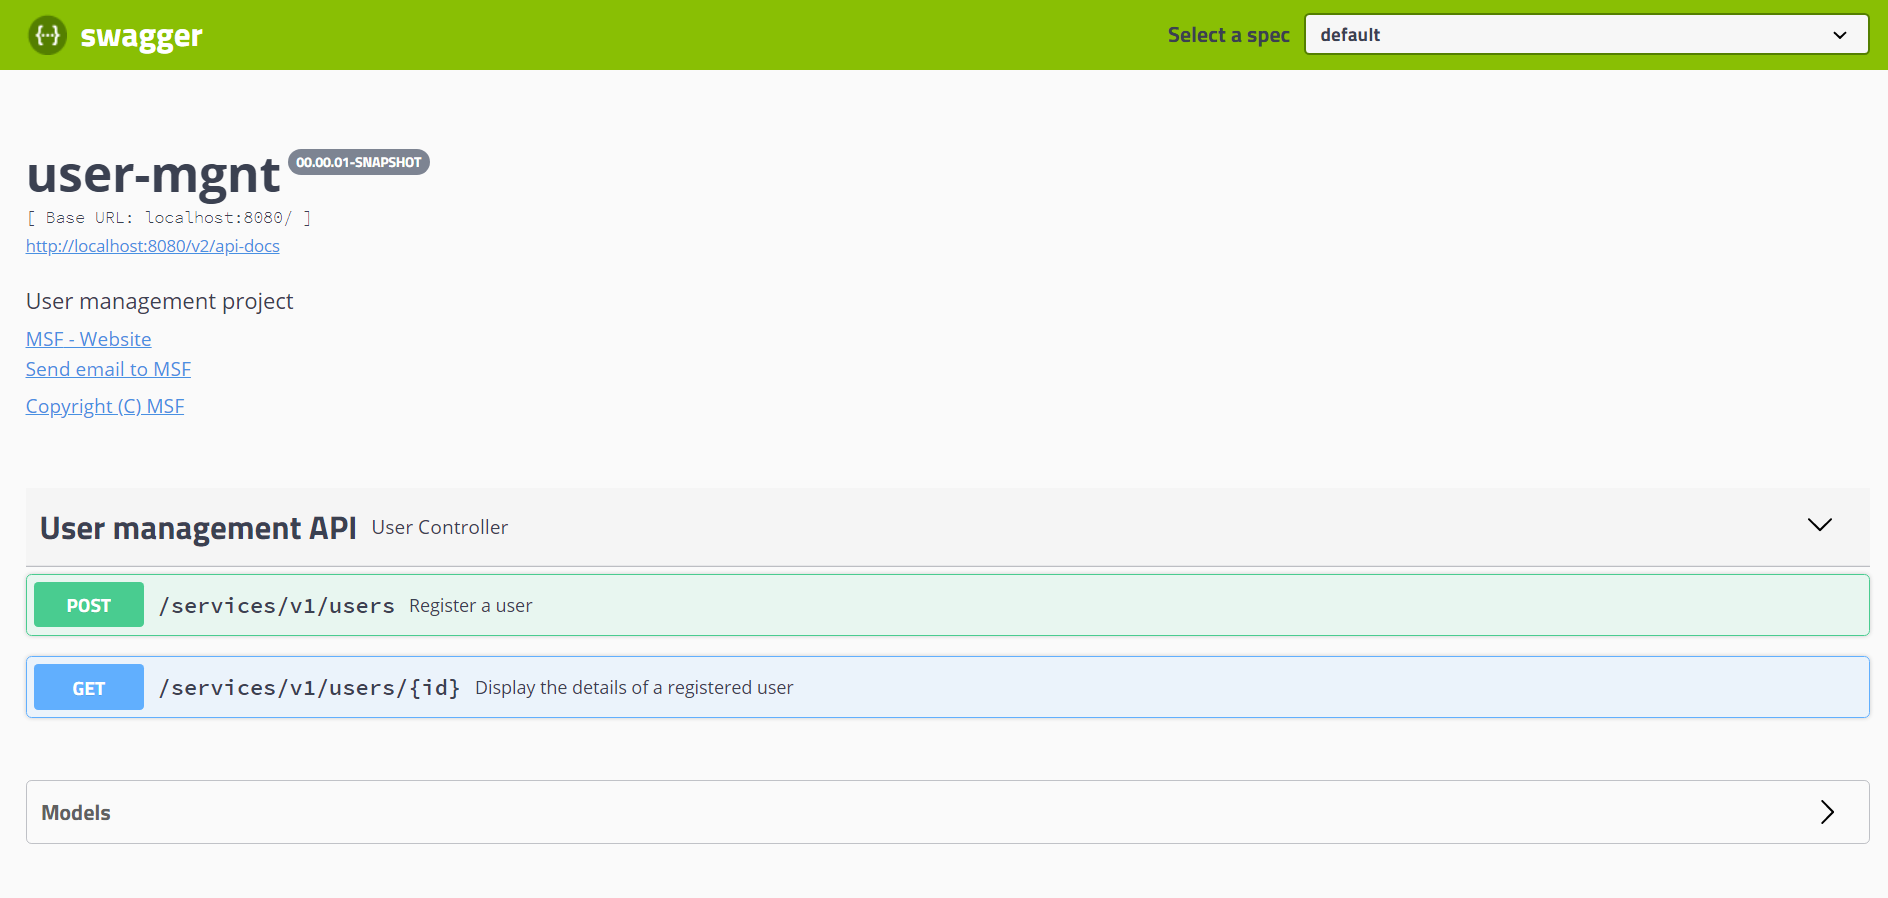 {···} swagger
Select a spec default
user-mgnt 00.00.01-SNAPSHOT
[ Base URL: localhost:8080/ ]
http://localhost:8080/v2/api-docs
User management project
MSF - Website
Send email to MSF
Copyright (C) MSF
User management API User Controller
POST /services/v1/users Register a user
GET /services/v1/users/{id} Display the details of a registered user
Models